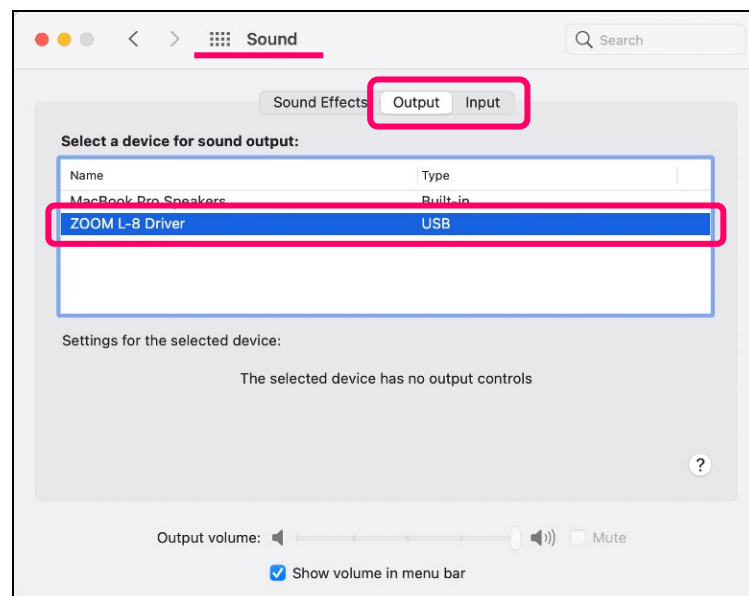 Sound
Search
Sound Effects Output Input
Select a device for sound output:
Name Type
MacBook Pro Speakers Built-in
ZOOM L-8 Driver USB
Settings for the selected device:
The selected device has no output controls
?
Output volume: Mute
Show volume in menu bar